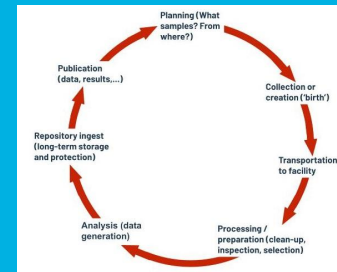 Planning (What
samples? From
where?)
Collection or
creation ('birth')
Transportation
to facility
Processing /
preparation (clean-up,
inspection, selection)
Analysis (data
generation)
Repository ingest
(long-term storage
and protection)
Publication
(data, results,...)